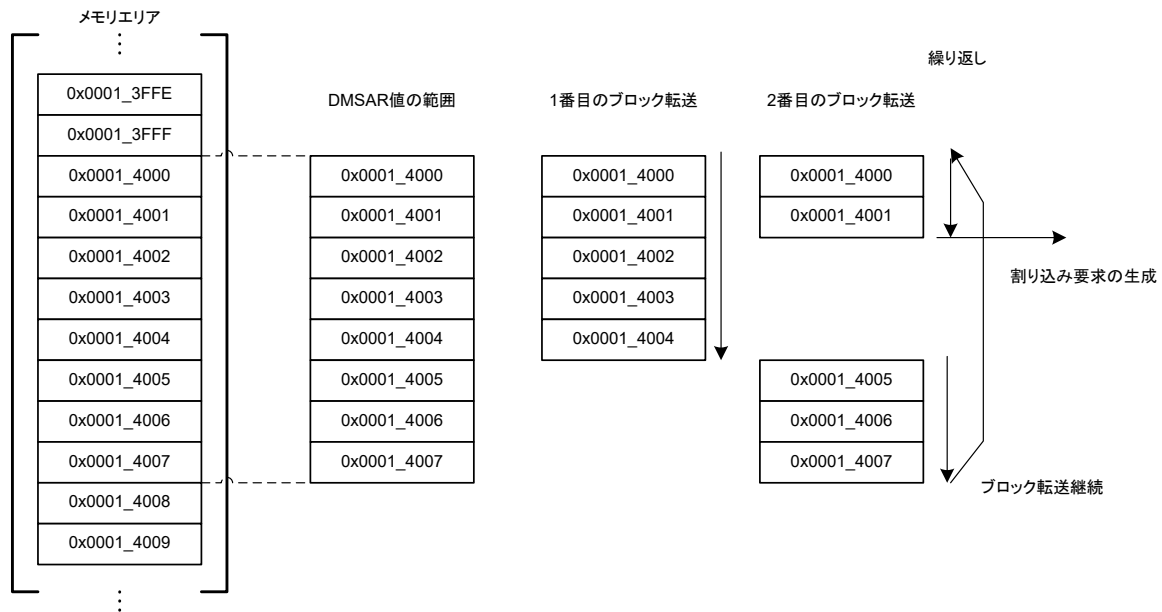 メモリエリア
0x0001_3FFE
0x0001_3FFF
0x0001_4000
0x0001_4001
0x0001_4002
0x0001_4003
0x0001_4004
0x0001_4005
0x0001_4006
0x0001_4007
0x0001_4008
0x0001_4009
DMSAR値の範囲
0x0001_4000
0x0001_4001
0x0001_4002
0x0001_4003
0x0001_4004
0x0001_4005
0x0001_4006
0x0001_4007
1番目のブロック転送
0x0001_4000
0x0001_4001
0x0001_4002
0x0001_4003
0x0001_4004
2番目のブロック転送
0x0001_4000
0x0001_4001
0x0001_4005
0x0001_4006
0x0001_4007
繰り返し
割り込み要求の生成
ブロック転送継続